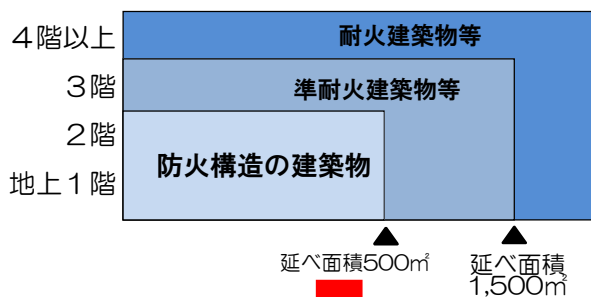 4階以上
耐火建築物等
3階
準耐火建築物等
2階
防火構造の建築物
地上1階
延べ面積500㎡
延べ面積
1,500㎡